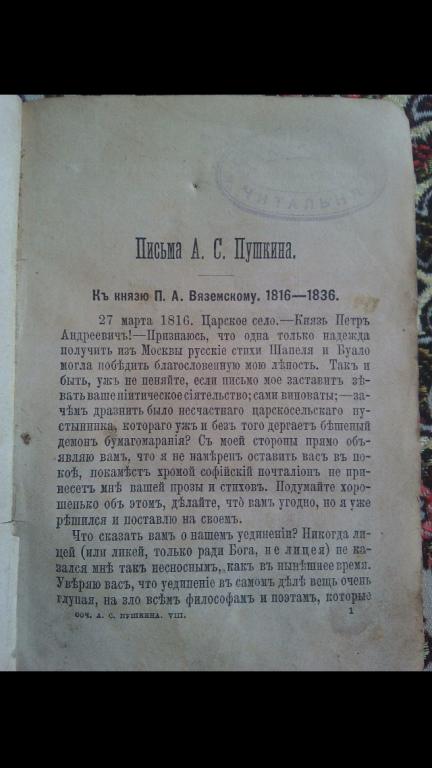 ЧИТАЛЬНЯ
Письма А. С. Пушкина.
Къ князю П. А. Вяземскому. 1816—1836.
27 марта 1816. Царское село.—Князь Петръ
Андреевичъ!—Признаюсь, что одна только надежда
получить изъ Москвы русскіе стихи Шапеля и Буало
могла побѣдить благословенную мою лѣность. Такъ и
быть, ужъ не пеняйте, если письмо мое заставитъ зѣ-
вать ваше піитическое сіятельство; сами виноваты;—за-
чѣмъ дразнить было несчастнаго царскосельскаго пу-
стынника, котораго ужъ и безъ того дергаетъ бѣшеный
демонъ бумагомаранія? Съ моей стороны прямо объ-
являю вамъ, что я не намѣренъ оставить васъ въ по-
коѣ, покамѣстъ хромой софійскій почталіонъ не при-
несетъ мнѣ вашей прозы и стиховъ. Подумайте хоро-
шенько объ этомъ, дѣлайте, что̀ вамъ угодно, но я уже
рѣшился и поставлю на своемъ.
Что сказать вамъ о нашемъ уединеніи? Никогда ли-
цей (или ликей, только ради Бога, не лицея) не ка-
зался мнѣ такъ несноснымъ, какъ въ нынѣшнее время.
Увѣряю васъ, что уединеніе въ самомъ дѣлѣ вещь очень
глупая, на зло всѣмъ философамъ и поэтамъ, которые
СОЧ. А. С. ПУШКИНА. VIII. 1